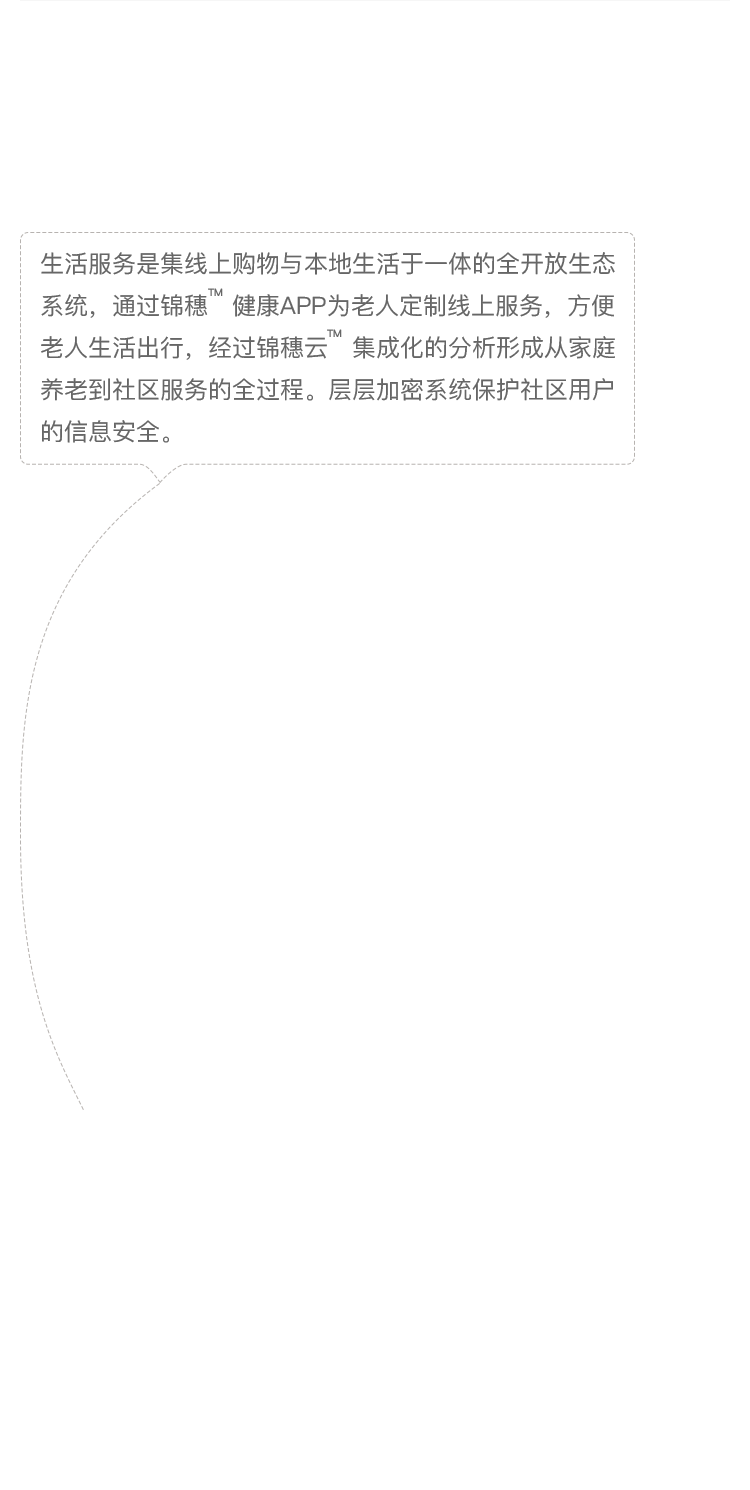 生活服务是集线上购物与本地生活于一体的全开放生态
系统，通过锦穗™ 健康APP为老人定制线上服务，方便
老人生活出行，经过锦穗云™ 集成化的分析形成从家庭
养老到社区服务的全过程。层层加密系统保护社区用户
的信息安全。